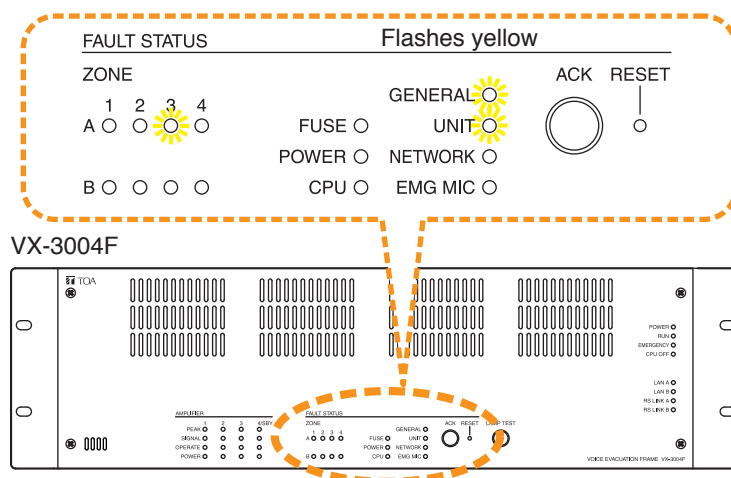 FAULT STATUS Flashes yellow
ZONE ACK RESET
1 2 3 4 GENERAL
A FUSE UNIT
POWER NETWORK
B CPU EMG MIC
VX-3004F
TOA
POWER
RUN
EMERGENCY
CPU OFF
LAN A
LAN B
RS LINK A
RS LINK B
AMPLIFIER FAULT STATUS
1 2 3 4/SBY ZONE ACK RESET LAMP TEST
PEAK 1 2 3 4 GENERAL
SIGNAL A FUSE UNIT
OPERATE POWER NETWORK
POWER B CPU EMG MIC
VOICE EVACUATION FRAME VX-3004F